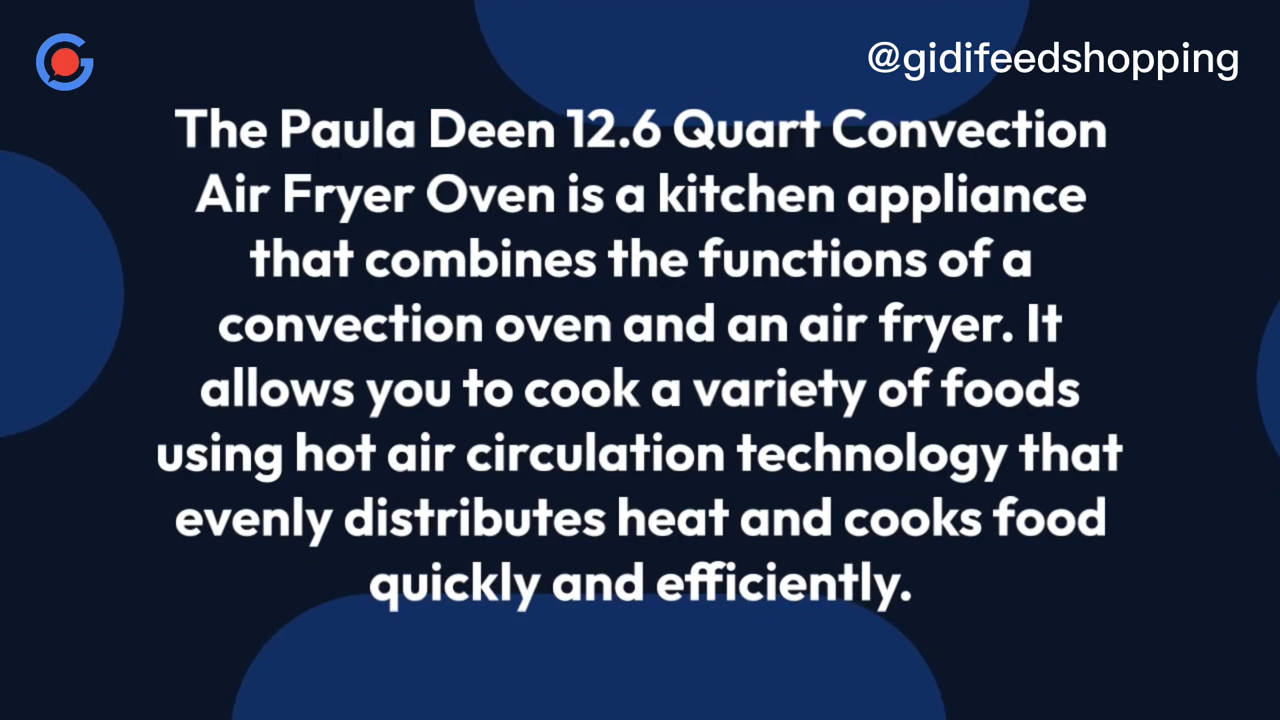 @gidifeedshopping
The Paula Deen 12.6 Quart Convection
Air Fryer Oven is a kitchen appliance
that combines the functions of a
convection oven and an air fryer. It
allows you to cook a variety of foods
using hot air circulation technology that
evenly distributes heat and cooks food
quickly and efficiently.